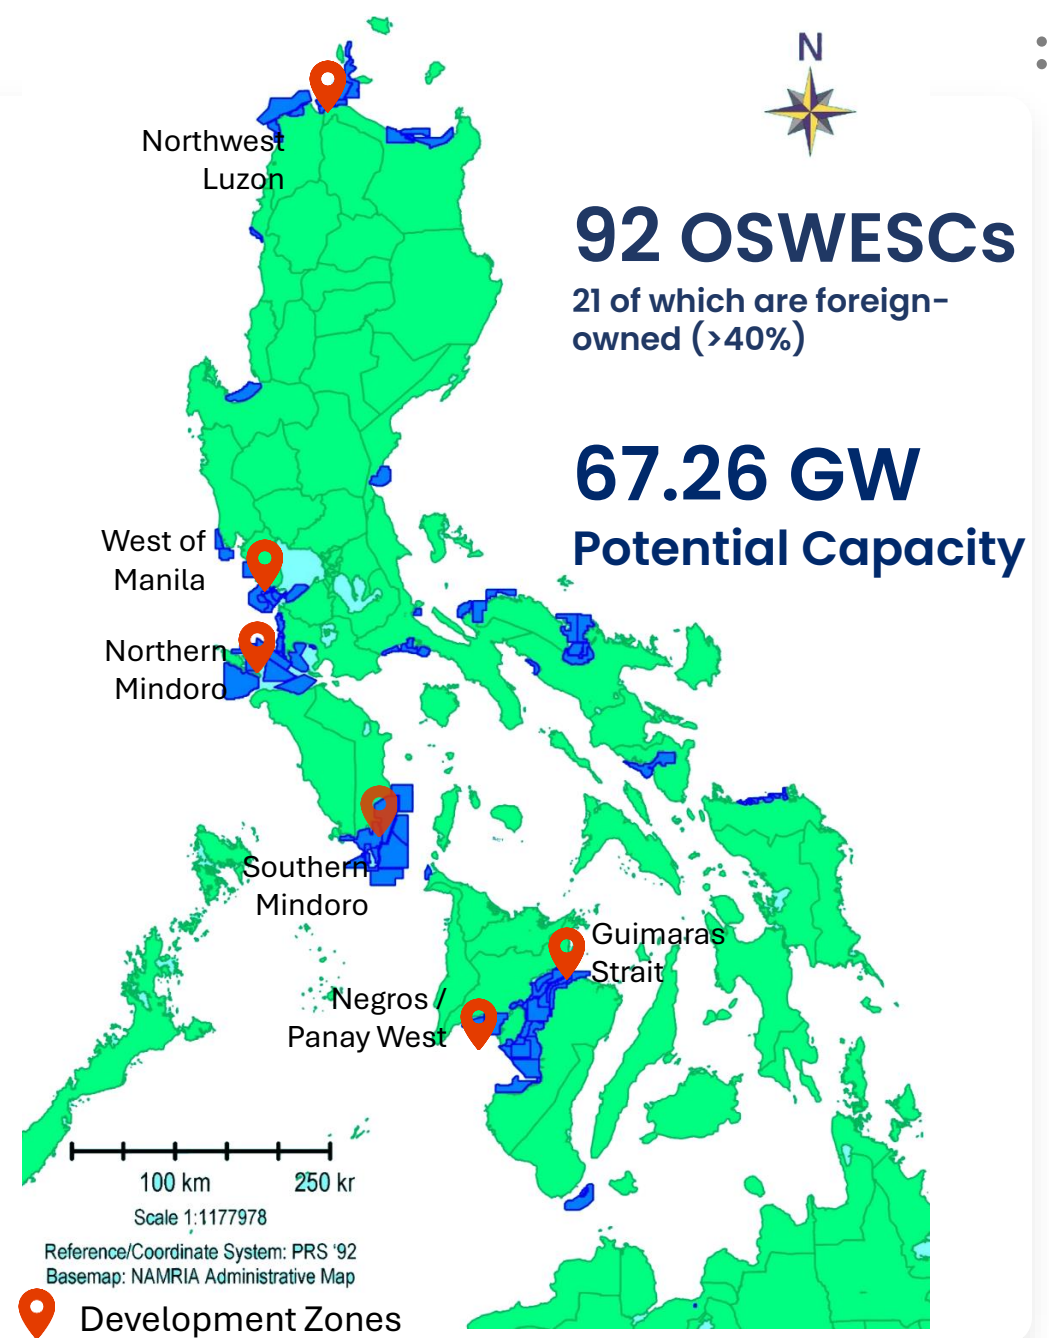 N
Northwest
Luzon
92 OSWESCs
21 of which are foreign-
owned (>40%)
67.26 GW
Potential Capacity
West of
Manila
Northern
Mindoro
Southern
Mindoro
Guimaras
Strait
Negros /
Panay West
100 km 250 kr
Scale 1:1177978
Reference/Coordinate System: PRS '92
Basemap: NAMRIA Administrative Map
Development Zones